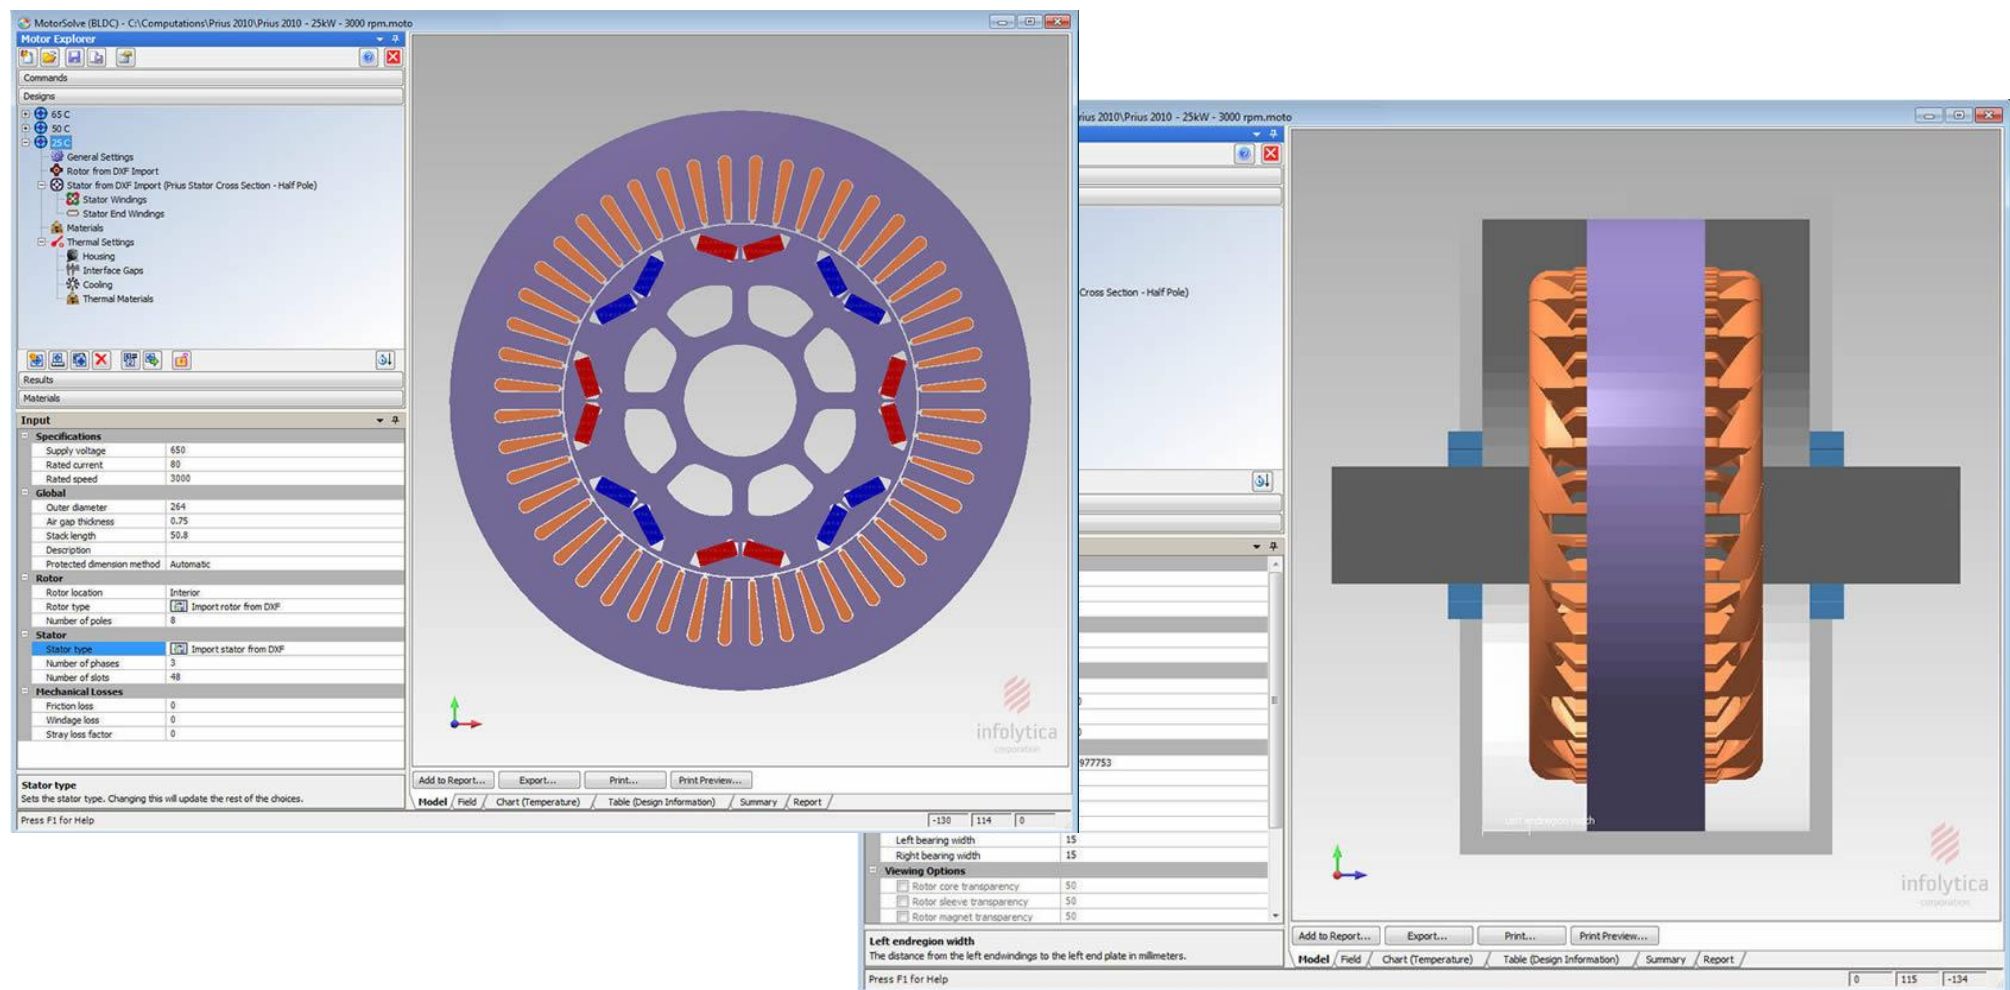 MotorSolve (BLDC) - C:\Computations\Prius 2010\Prius 2010 - 25kW - 3000 rpm.moto
Motor Explorer
Commands
Designs
65 C
50 C
25 C
General Settings
Rotor from DXF Import
Stator from DXF Import (Prius Stator Cross Section - Half Pole)
Stator Windings
Stator End Windings
Materials
Thermal Settings
Housing
Interface Gaps
Cooling
Thermal Materials
Results
Materials
Input
Specifications
Supply voltage 650
Rated current 80
Rated speed 3000
Global
Outer diameter 264
Air gap thickness 0.75
Stack length 50.8
Description
Protected dimension method Automatic
Rotor
Rotor location Interior
Rotor type Import rotor from DXF
Number of poles 8
Stator
Stator type Import stator from DXF
Number of phases 3
Number of slots 48
Mechanical Losses
Friction loss 0
Windage loss 0
Stray loss factor 0
Stator type
Sets the stator type. Changing this will update the rest of the choices.
Press F1 for Help
infolytica
corporation
Add to Report... Export... Print... Print Preview...
Model Field Chart (Temperature) Table (Design Information) Summary Report
-130 114 0
rius 2010\Prius 2010 - 25kW - 3000 rpm.moto
Cross Section - Half Pole)
977753
Left bearing width 15
Right bearing width 15
Viewing Options
Rotor core transparency 50
Rotor sleeve transparency 50
Rotor magnet transparency 50
Left endregion width
The distance from the left endwindings to the left end plate in millimeters.
Press F1 for Help
Left endregion width
infolytica
corporation
Add to Report... Export... Print... Print Preview...
Model Field Chart (Temperature) Table (Design Information) Summary Report
0 115 -134